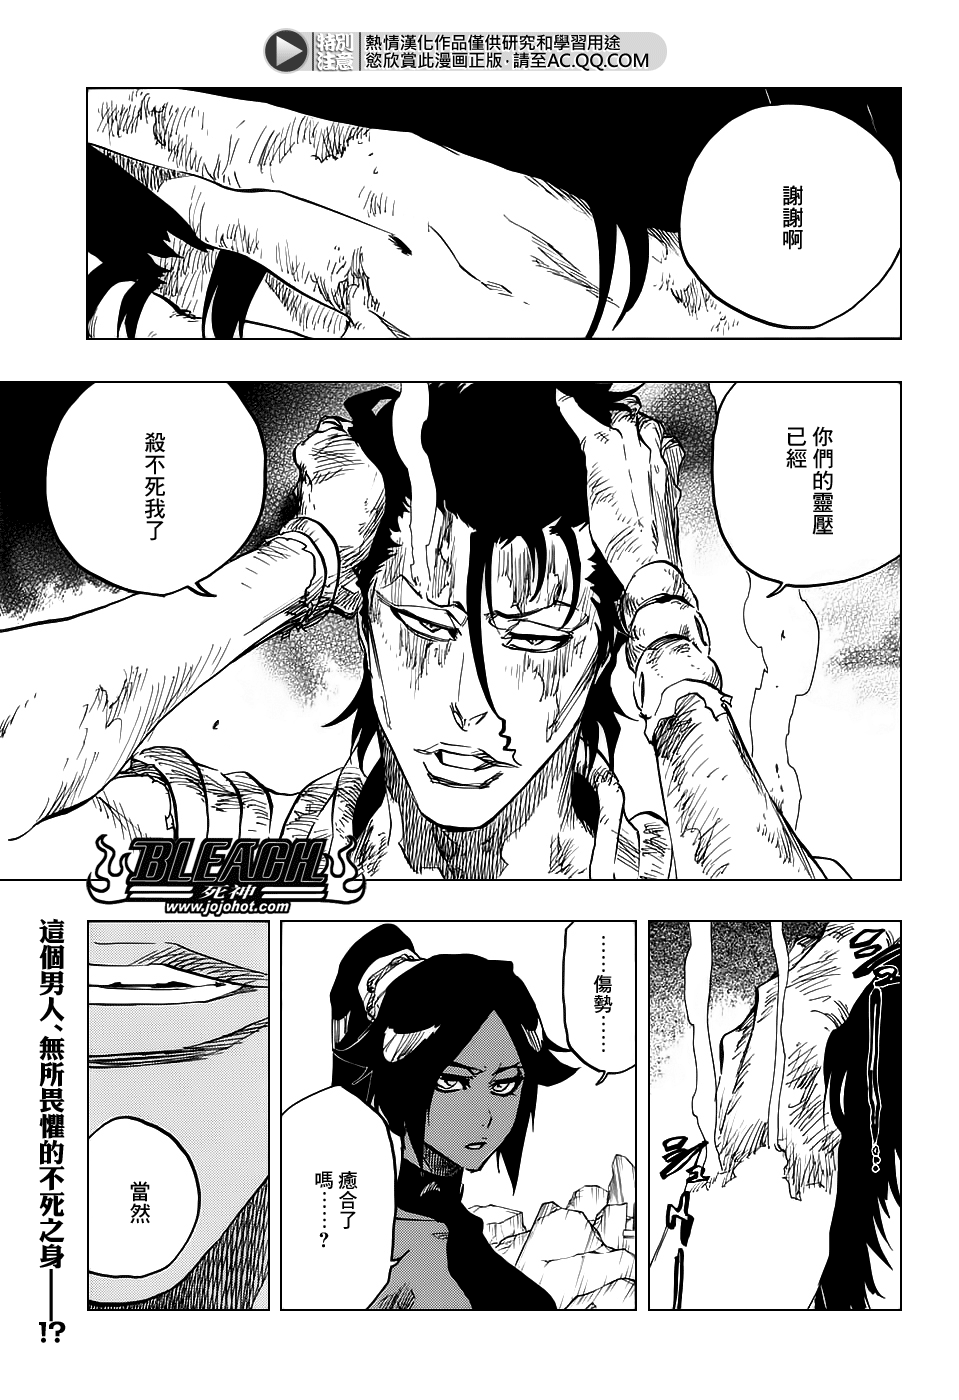 特別
注意
熱情漢化作品僅供研究和學習用途
慾欣賞此漫画正版，請至AC.QQ.COM
謝謝啊
你們的靈壓
已經
殺不死我了
BLEACH
死神
www.jojohot.com
……傷勢……
癒合了
嗎……?
當然
這個男人、無所畏懼的不死之身——!?